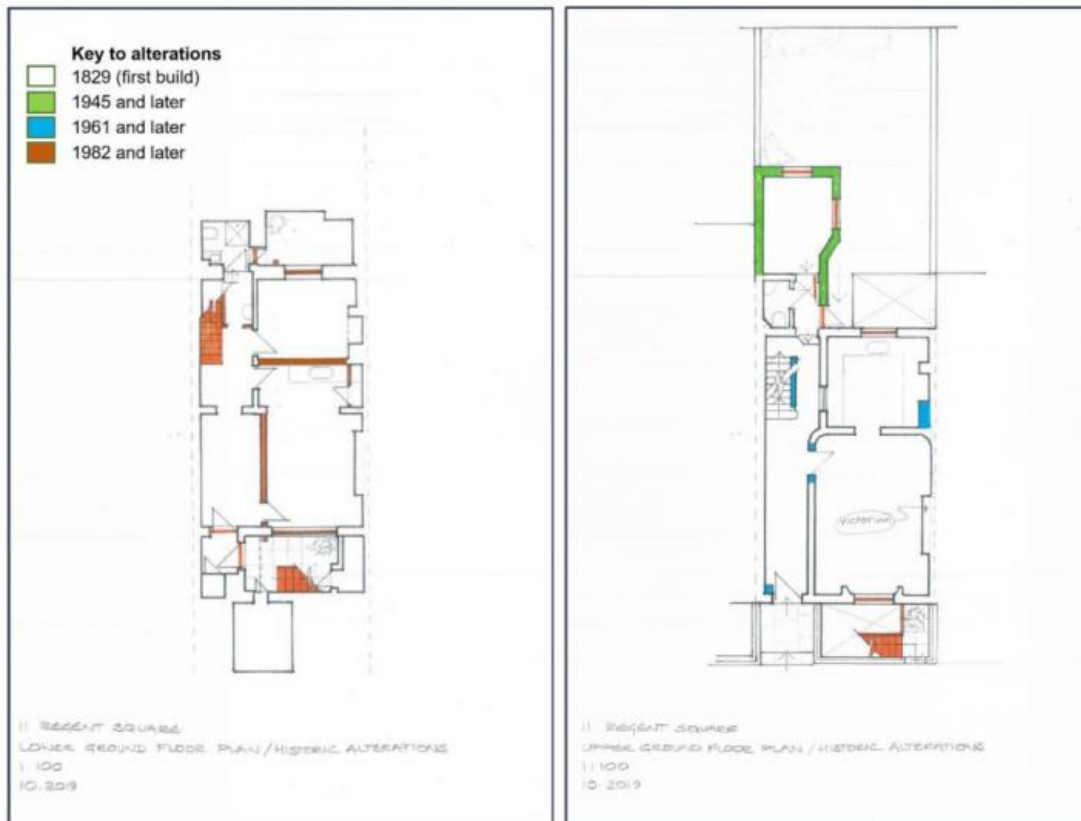 Key to alterations
1829 (first build)
1945 and later
1961 and later
1982 and later
11 REGENT SQUARE
LOWER GROUND FLOOR PLAN / HISTORIC ALTERATIONS
1:100
10.2019
Victorian
11 REGENT SQUARE
UPPER GROUND FLOOR PLAN / HISTORIC ALTERATIONS
1:100
10.2019